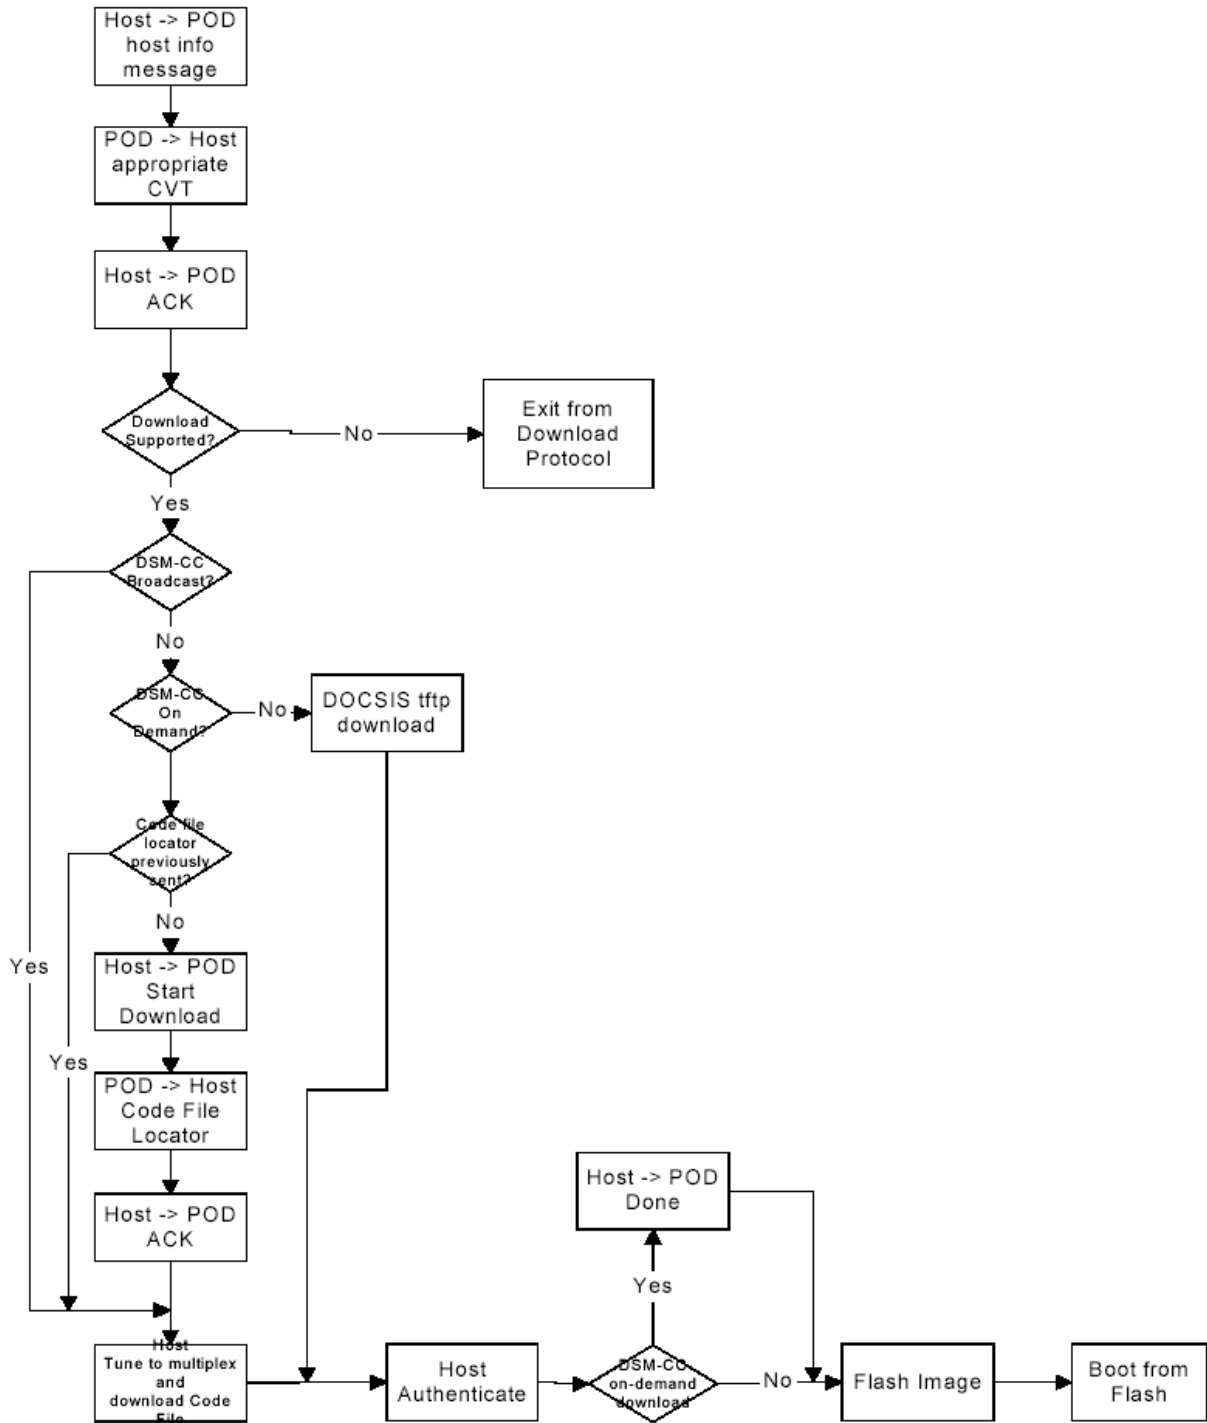 Host -> POD
host info
message
POD -> Host
appropriate
CVT
Host -> POD
ACK
Download
Supported?
No
Exit from
Download
Protocol
Yes
DSM-CC
Broadcast?
No
DSM-CC
On
Demand?
No
DOCSIS tftp
download
Code file
locator
previously
sent?
No
Yes
Host -> POD
Start
Download
Yes
POD -> Host
Code File
Locator
Host -> POD
ACK
Host
Tune to multiplex
and
download Code
File
Host
Authenticate
DSM-CC
on-demand
download
Yes
Host -> POD
Done
No
Flash Image
Boot from
Flash